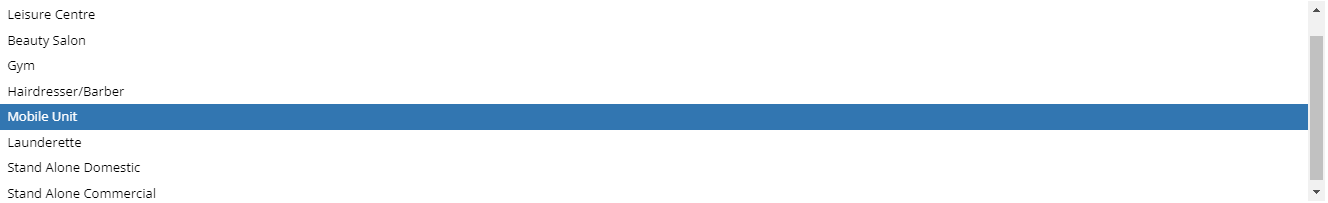 Leisure Centre
Beauty Salon
Gym
Hairdresser/Barber
Mobile Unit
Launderette
Stand Alone Domestic
Stand Alone Commercial